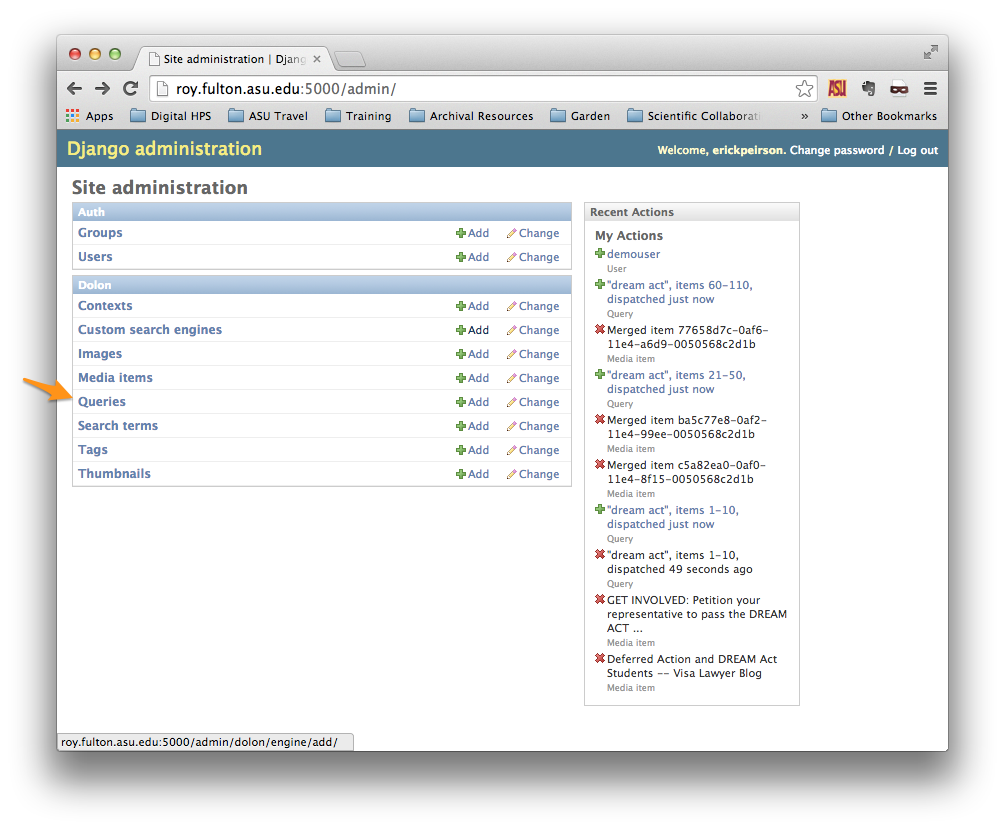 Site administration | Djang
roy.fulton.asu.edu:5000/admin/
ASU
Apps Digital HPS ASU Travel Training Archival Resources Garden Scientific Collaborati » Other Bookmarks
Django administration
Welcome, erickpeirson. Change password / Log out
Site administration
Auth
Groups Add Change
Users Add Change
Dolon
Contexts Add Change
Custom search engines Add Change
Images Add Change
Media items Add Change
Queries Add Change
Search terms Add Change
Tags Add Change
Thumbnails Add Change
Recent Actions
My Actions
demouser
User
"dream act", items 60-110,
dispatched just now
Query
Merged item 77658d7c-0af6-
11e4-a6d9-0050568c2d1b
Media item
"dream act", items 21-50,
dispatched just now
Query
Merged item ba5c77e8-0af2-
11e4-99ee-0050568c2d1b
Media item
Merged item c5a82ea0-0af0-
11e4-8f15-0050568c2d1b
Media item
"dream act", items 1-10,
dispatched just now
Query
"dream act", items 1-10,
dispatched 49 seconds ago
Query
GET INVOLVED: Petition your
representative to pass the DREAM
ACT ...
Media item
Deferred Action and DREAM Act
Students -- Visa Lawyer Blog
Media item
roy.fulton.asu.edu:5000/admin/dolon/engine/add/